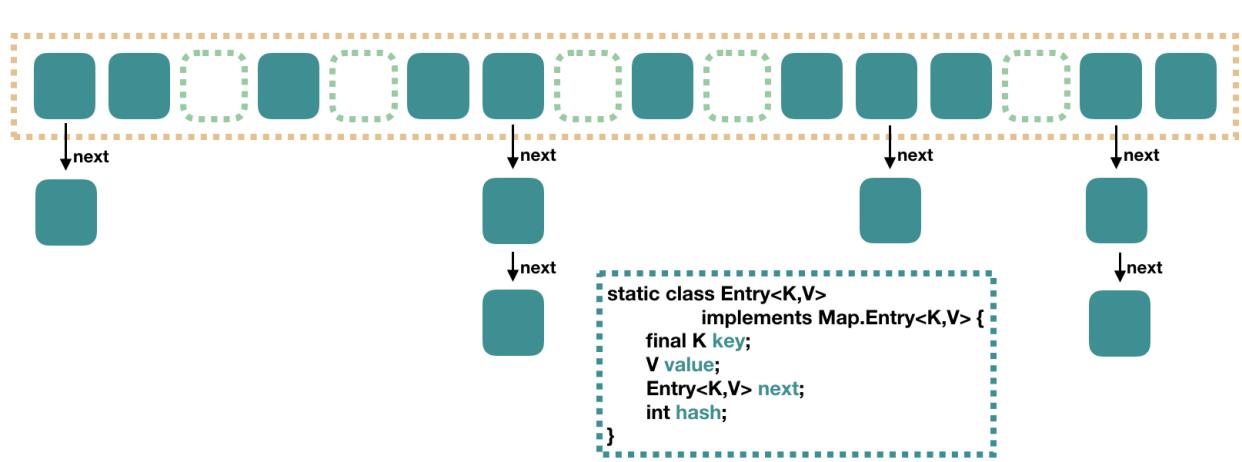 next
next
next
next
next
next
static class Entry<K,V>
implements Map.Entry<K,V> {
final K key;
V value;
Entry<K,V> next;
int hash;
}